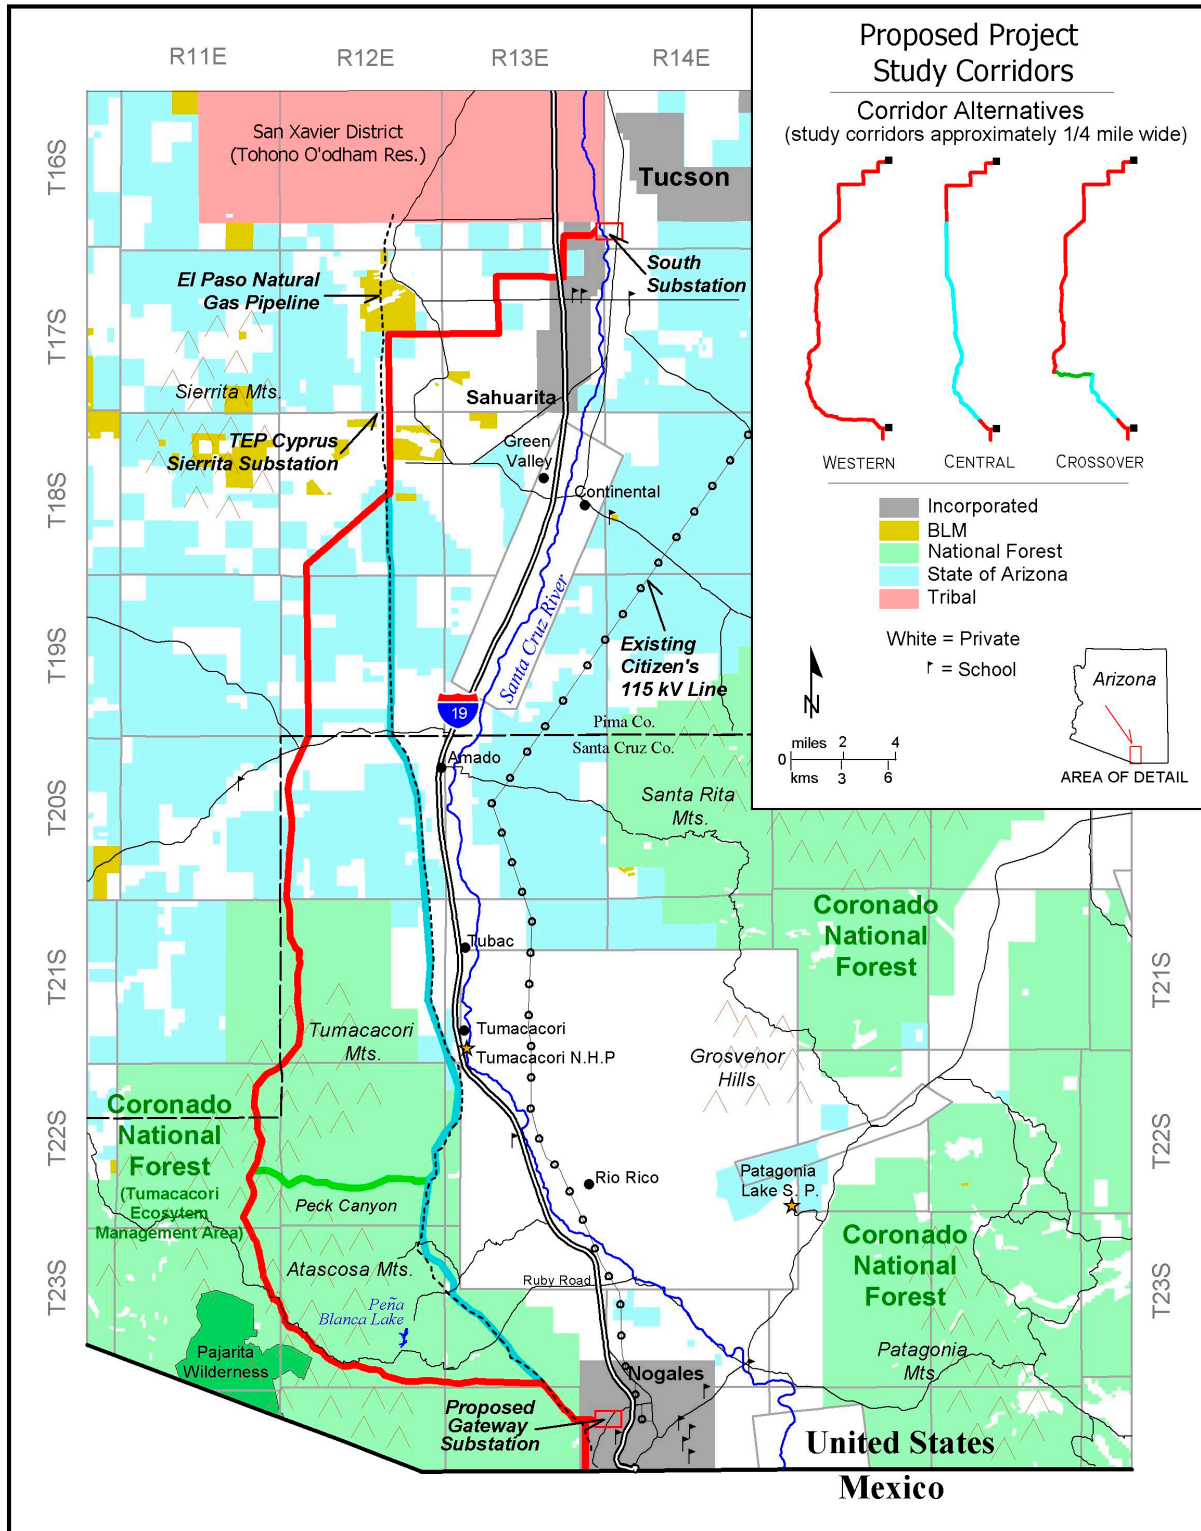 R11E
R12E
R13E
R14E
Proposed Project
Study Corridors
Corridor Alternatives
(study corridors approximately 1/4 mile wide)
WESTERN
CENTRAL
CROSSOVER
Incorporated
BLM
National Forest
State of Arizona
Tribal
White = Private
= School
N
miles 2 4
0
kms 3 6
Arizona
AREA OF DETAIL
T16S
T17S
T18S
T19S
T20S
T21S
T22S
T23S
T21S
T22S
T23S
San Xavier District
(Tohono O'odham Res.)
Tucson
El Paso Natural
Gas Pipeline
South
Substation
Sierrita Mts.
Sahuarita
TEP Cyprus
Sierrita Substation
Green
Valley
Continental
Santa Cruz River
Existing
Citizen's
115 kV Line
19
Pima Co.
Santa Cruz Co.
Amado
Santa Rita
Mts.
Coronado
National
Forest
Tubac
Tumacacori
Mts.
Tumacacori
Tumacacori N.H.P
Grosvenor
Hills
Coronado
National
Forest
(Tumacacori
Ecosytem
Management Area)
Peck Canyon
Rio Rico
Patagonia
Lake S. P.
Coronado
National
Forest
Atascosa Mts.
Ruby Road
Peña
Blanca Lake
Pajarita
Wilderness
Patagonia
Mts.
Nogales
Proposed
Gateway
Substation
United States
Mexico